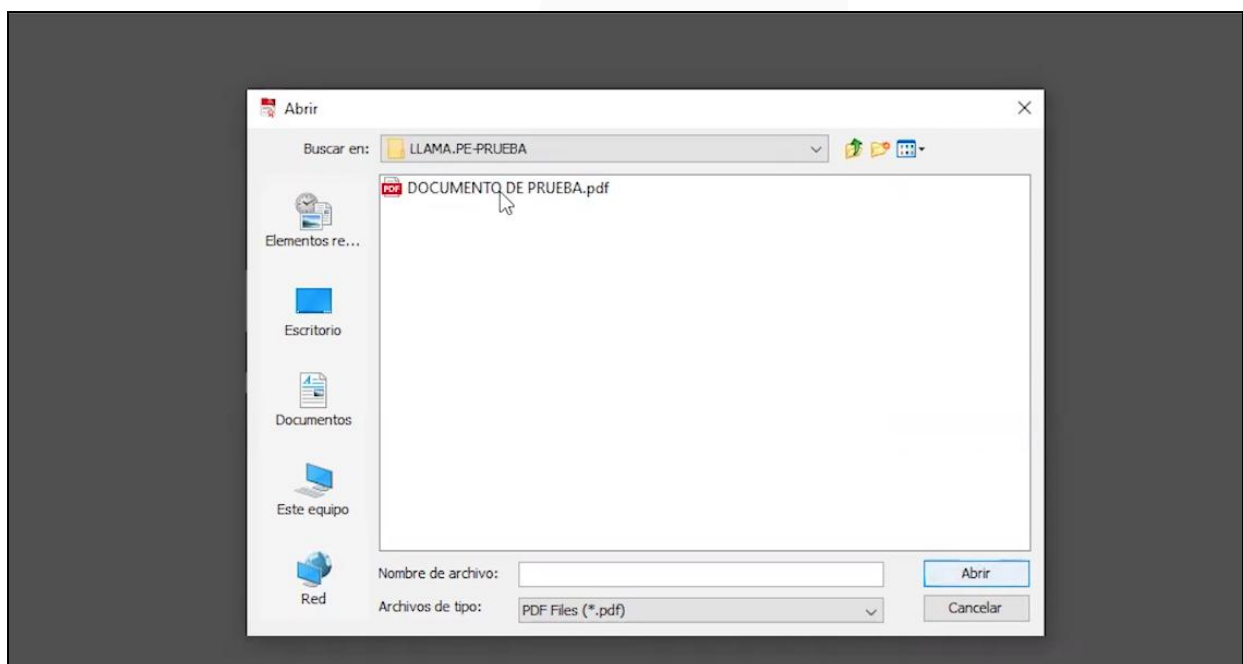 Abrir
Buscar en: LLAMA.PE-PRUEBA
PDF DOCUMENTO DE PRUEBA.pdf
Elementos re...
Escritorio
Documentos
Este equipo
Red
Nombre de archivo:
Abrir
Archivos de tipo: PDF Files (*.pdf)
Cancelar